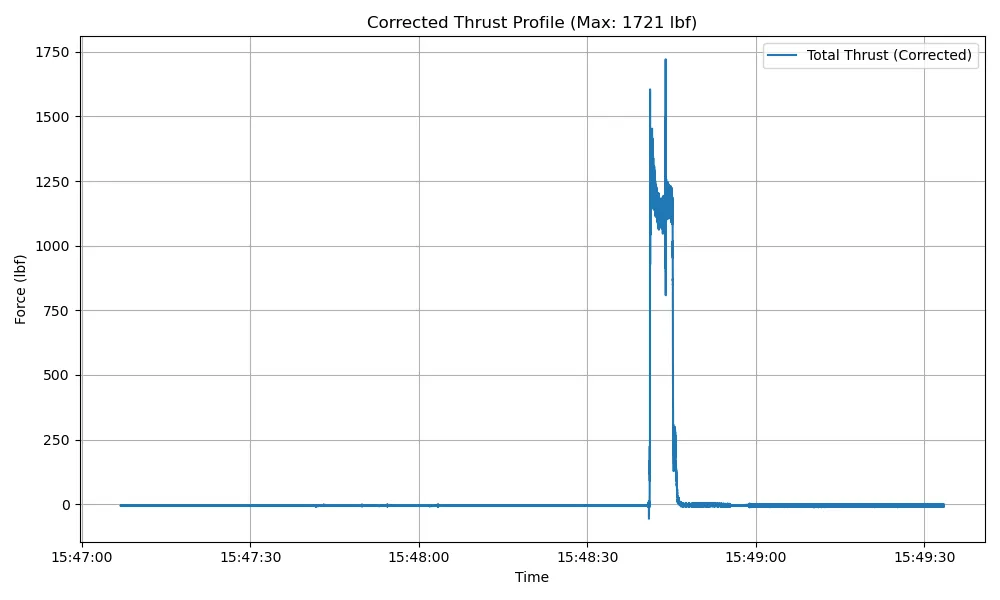 Corrected Thrust Profile (Max: 1721 lbf)
Total Thrust (Corrected)
Force (lbf)
1750
1500
1250
1000
750
500
250
0
15:47:00 15:47:30 15:48:00 15:48:30 15:49:00 15:49:30
Time